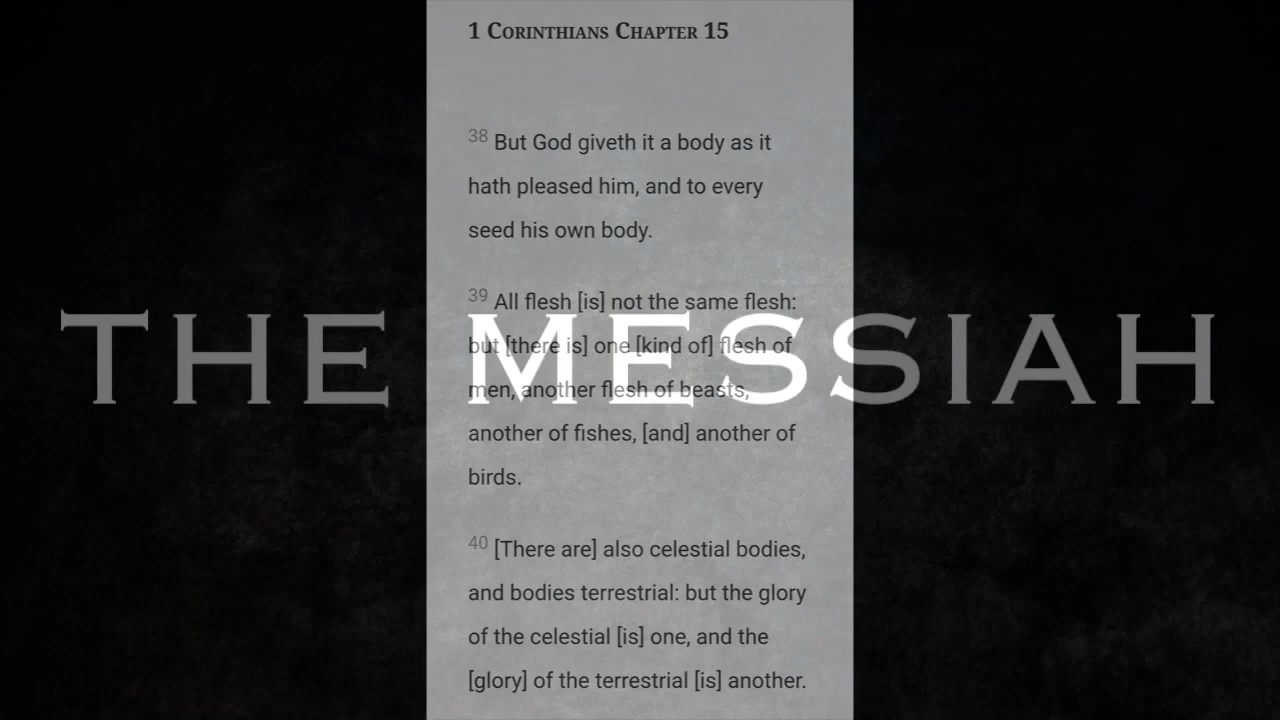 1 Corinthians Chapter 15
38 But God giveth it a body as it
hath pleased him, and to every
seed his own body.
39 All flesh [is] not the same flesh:
but [there is] one [kind of] flesh of
men, another flesh of beasts,
THE MESSIAH
another of fishes, [and] another of
birds.
40 [There are] also celestial bodies,
and bodies terrestrial: but the glory
of the celestial [is] one, and the
[glory] of the terrestrial [is] another.